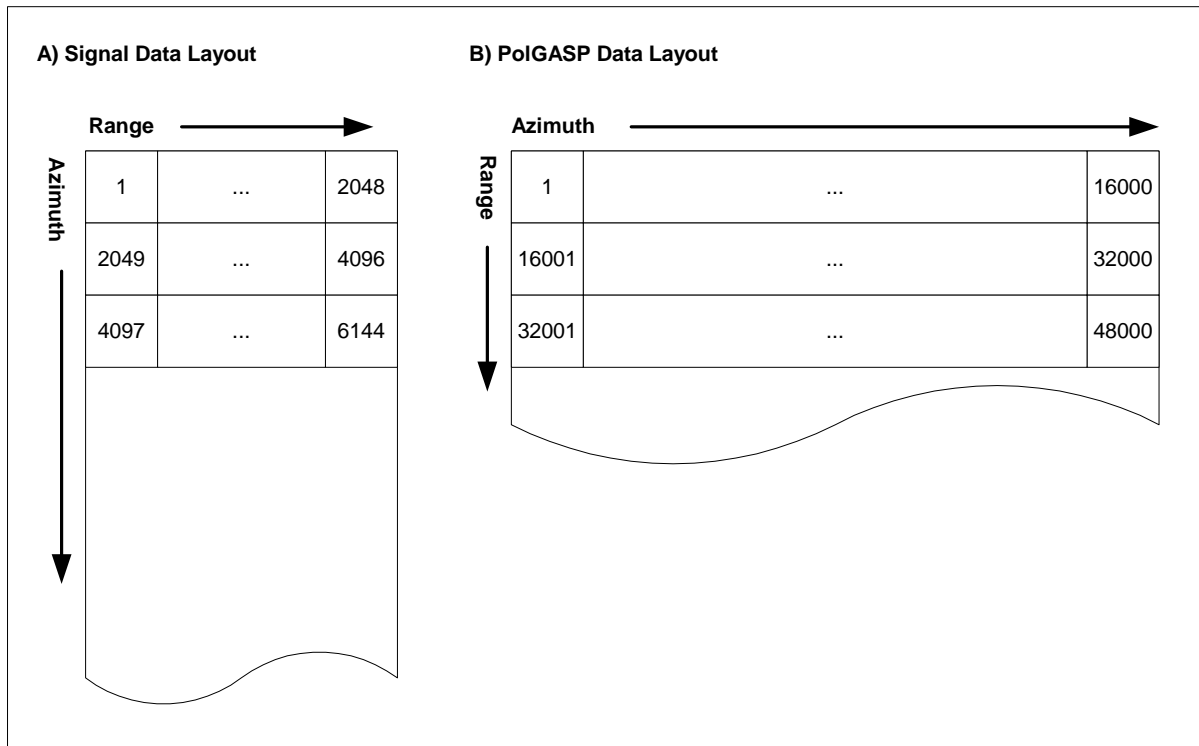 A) Signal Data Layout
Range
Azimuth
1 ... 2048
2049 ... 4096
4097 ... 6144
B) PolGASP Data Layout
Azimuth
Range
1 ... 16000
16001 ... 32000
32001 ... 48000